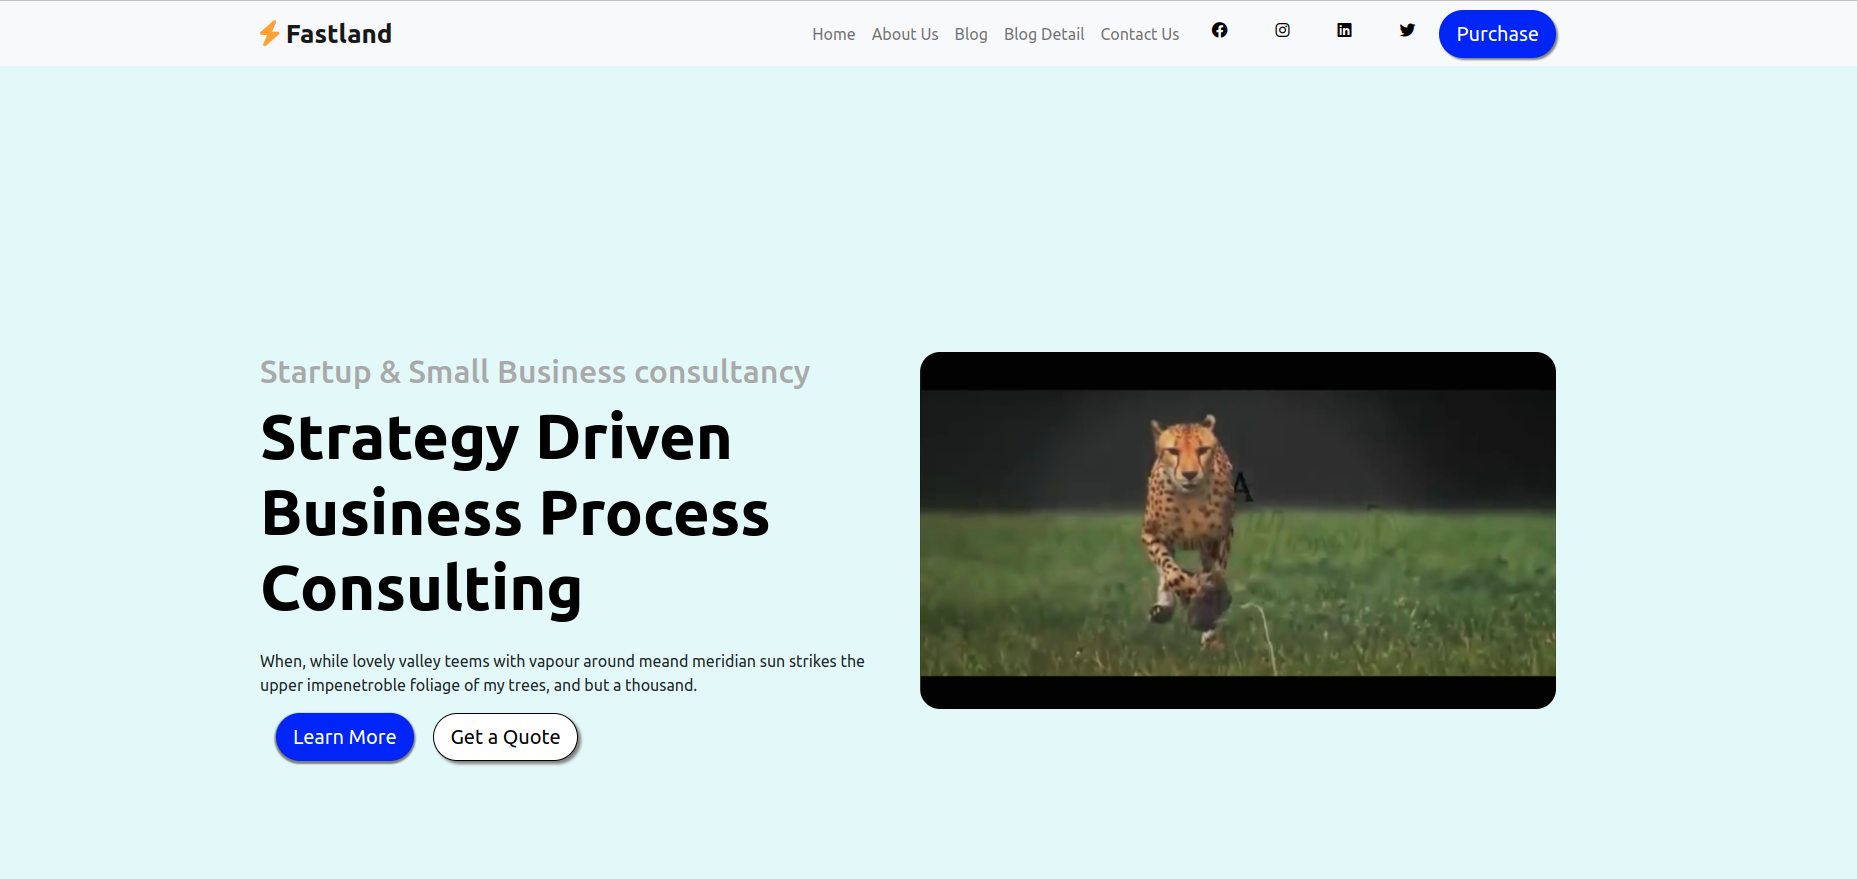 Fastland
Home About Us Blog Blog Detail Contact Us Purchase
Startup & Small Business consultancy
Strategy Driven
Business Process
Consulting
When, while lovely valley teems with vapour around meand meridian sun strikes the
upper impenetroble foliage of my trees, and but a thousand.
Learn More Get a Quote
A